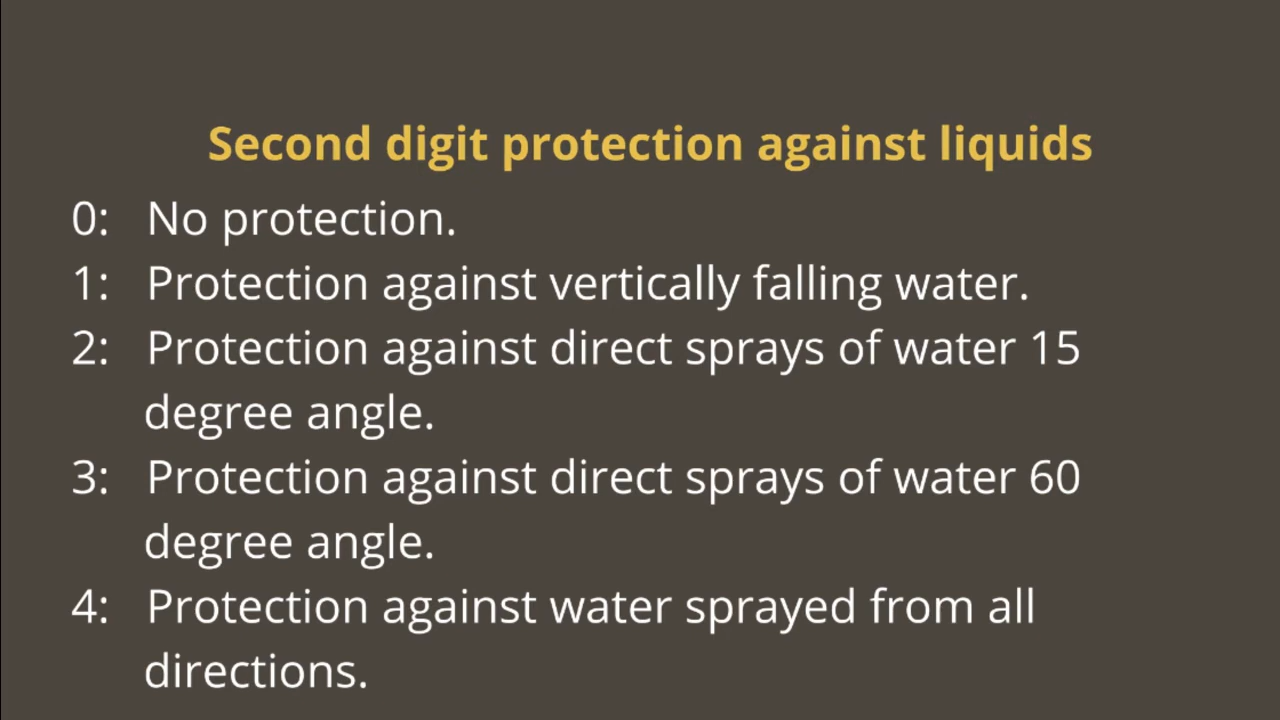 Second digit protection against liquids
0: No protection.
1: Protection against vertically falling water.
2: Protection against direct sprays of water 15
degree angle.
3: Protection against direct sprays of water 60
degree angle.
4: Protection against water sprayed from all
directions.